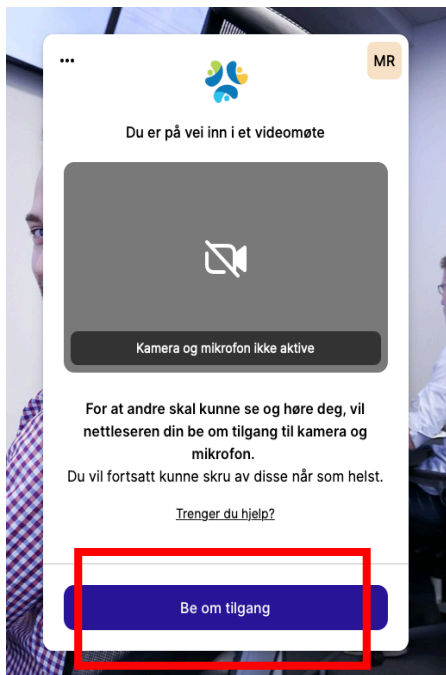 •••
MR
Du er på vei inn i et videomøte
Kamera og mikrofon ikke aktive
For at andre skal kunne se og høre deg, vil
nettleseren din be om tilgang til kamera og
mikrofon.
Du vil fortsatt kunne skru av disse når som helst.
Trenger du hjelp?
Be om tilgang